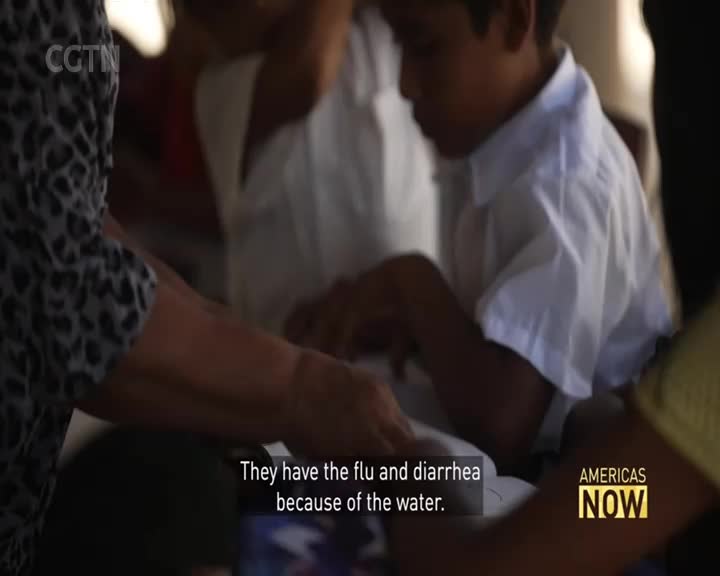 CGTN
They have the flu and diarrhea
because of the water.
AMERICAS
NOW